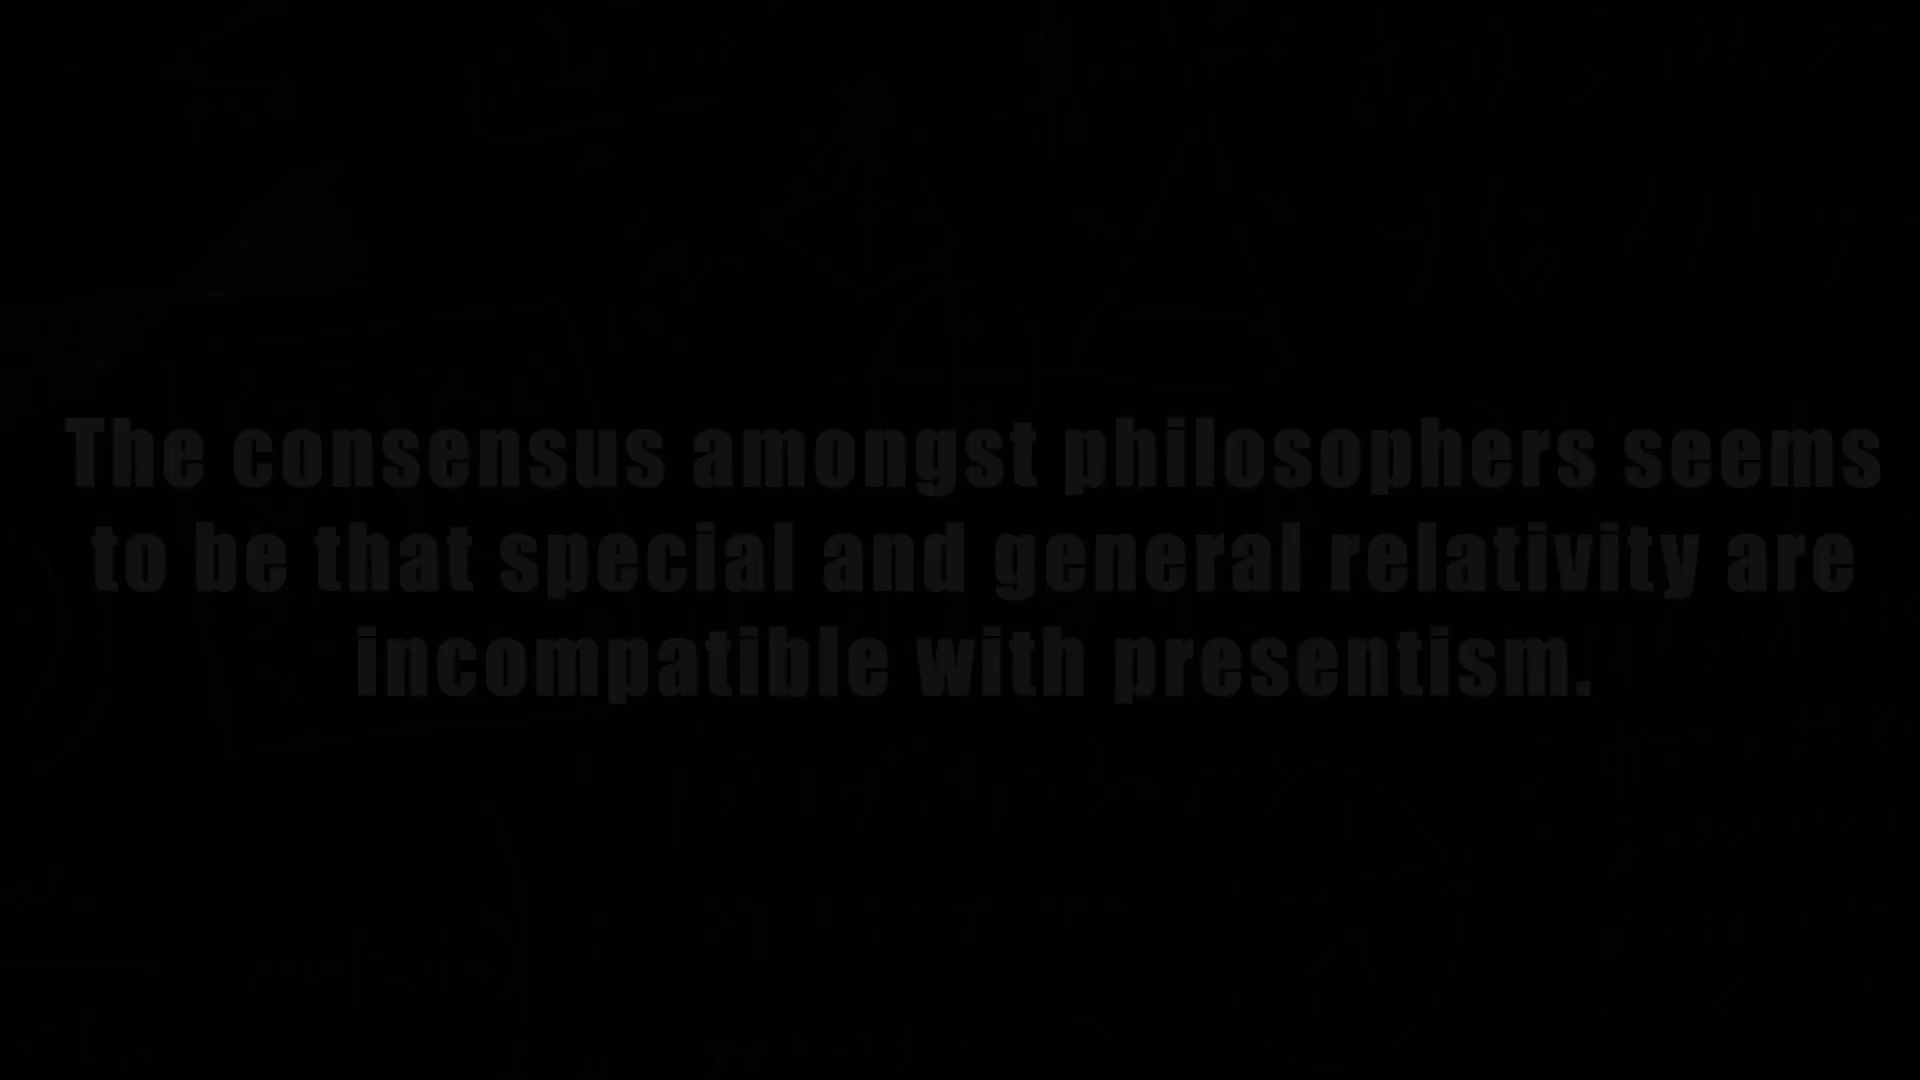 The consensus amongst philosophers seems
to be that special and general relativity are
incompatible with presentism.